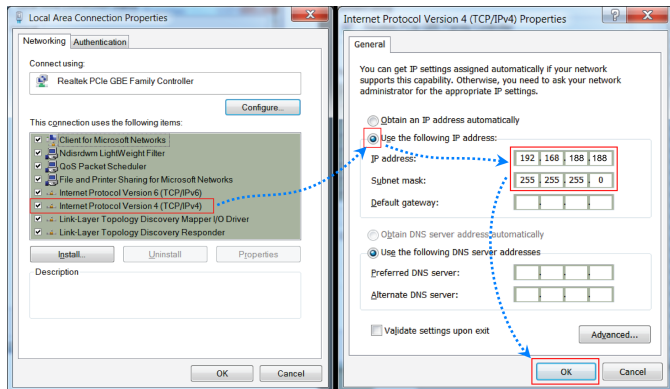 Local Area Connection Properties
Networking
Authentication
Connect using:
Realtek PCIe GBE Family Controller
Configure...
This connection uses the following items:
Client for Microsoft Networks
Ndisrdwm LightWeight Filter
QoS Packet Scheduler
File and Printer Sharing for Microsoft Networks
Internet Protocol Version 6 (TCP/IPv6)
Internet Protocol Version 4 (TCP/IPv4)
Link-Layer Topology Discovery Mapper I/O Driver
Link-Layer Topology Discovery Responder
Install...
Uninstall
Properties
Description
OK
Cancel
Internet Protocol Version 4 (TCP/IPv4) Properties
General
You can get IP settings assigned automatically if your network
supports this capability. Otherwise, you need to ask your network
administrator for the appropriate IP settings.
Obtain an IP address automatically
Use the following IP address:
IP address: 192 . 168 . 188 . 188
Subnet mask: 255 . 255 . 255 . 0
Default gateway: . . .
Obtain DNS server address automatically
Use the following DNS server addresses
Preferred DNS server: . . .
Alternate DNS server: . . .
Validate settings upon exit
Advanced...
OK
Cancel